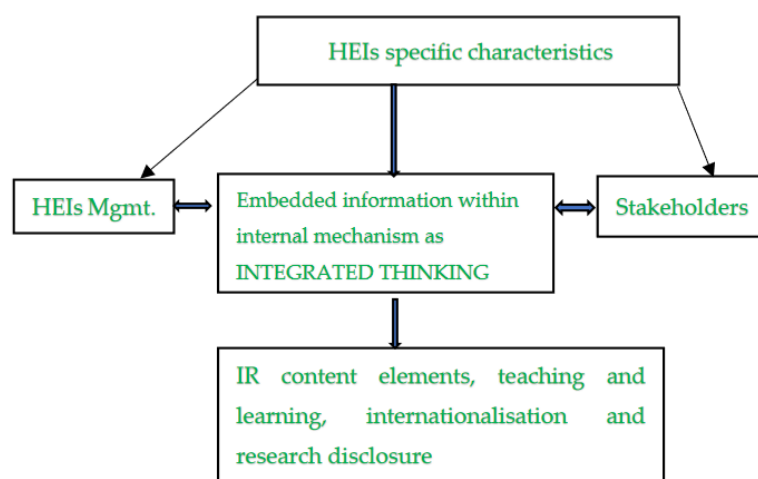 HEIs specific characteristics
HEIs Mgmt.
Embedded information within
internal mechanism as
INTEGRATED THINKING
Stakeholders
IR content elements, teaching and
learning, internationalisation and
research disclosure